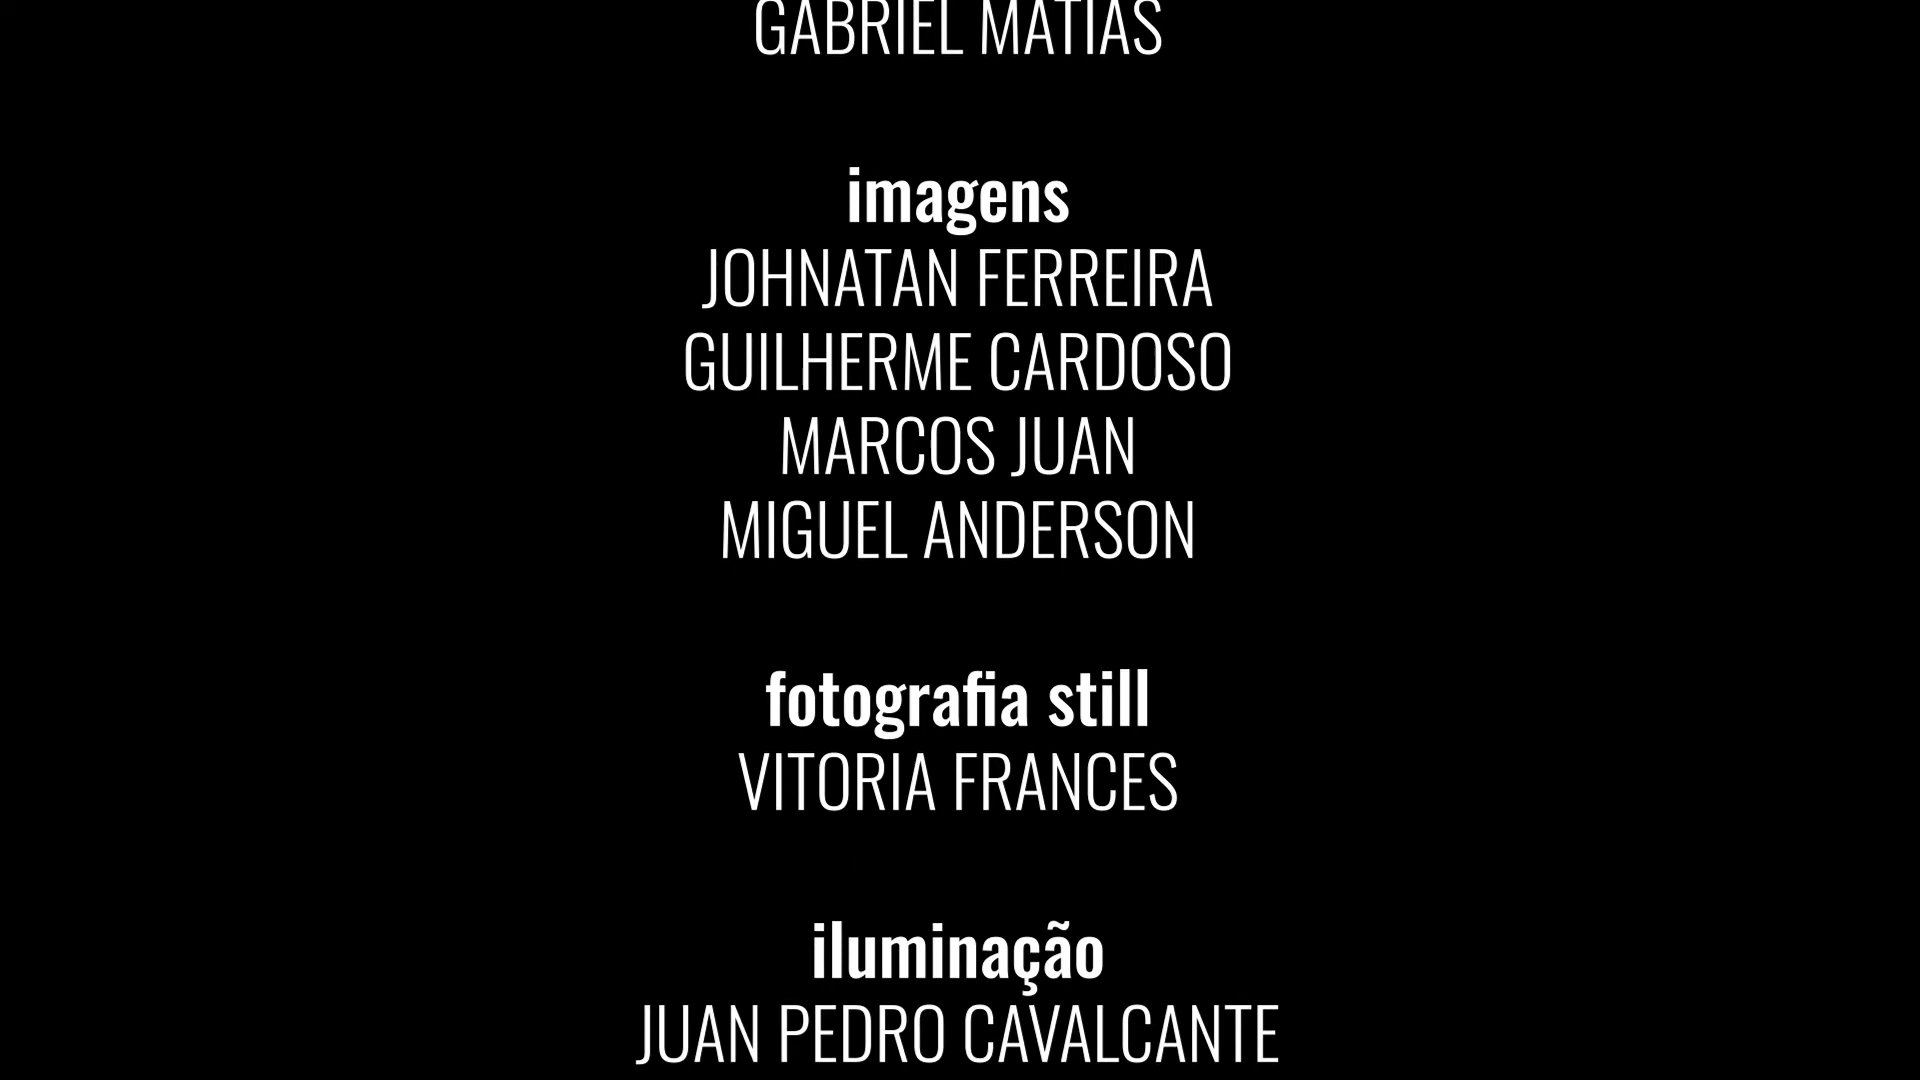 GABRIEL MATIAS
imagens
JOHNATAN FERREIRA
GUILHERME CARDOSO
MARCOS JUAN
MIGUEL ANDERSON
fotografia still
VITORIA FRANCES
iluminação
JUAN PEDRO CAVALCANTE